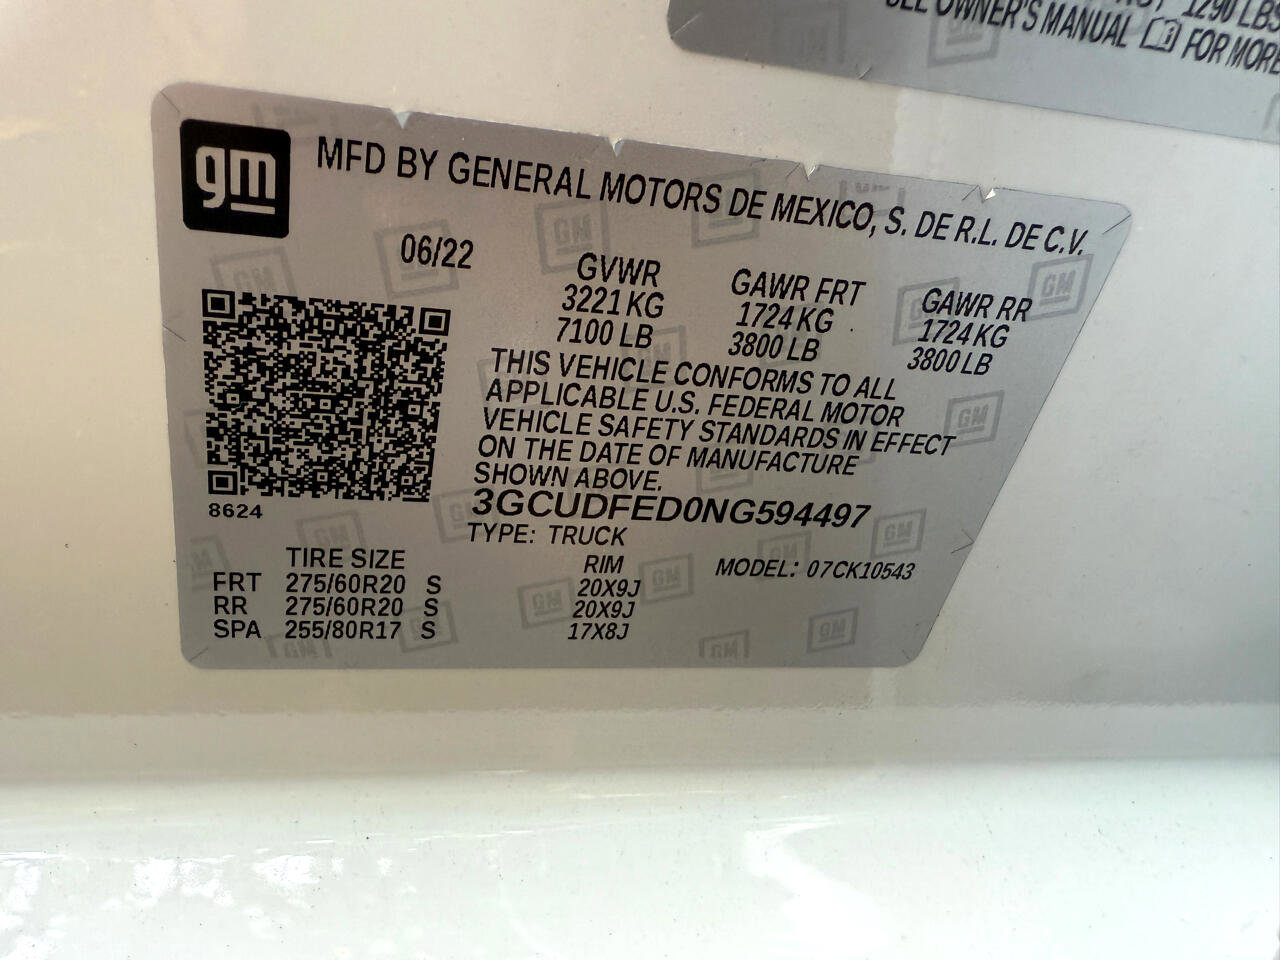 1290 LBS
SEE OWNER'S MANUAL FOR MORE
gm
MFD BY GENERAL MOTORS DE MEXICO, S. DE R.L. DE C.V.
06/22
GVWR GAWR FRT GAWR RR
3221 KG 1724 KG 1724 KG
7100 LB 3800 LB 3800 LB
THIS VEHICLE CONFORMS TO ALL
APPLICABLE U.S. FEDERAL MOTOR
VEHICLE SAFETY STANDARDS IN EFFECT
ON THE DATE OF MANUFACTURE
SHOWN ABOVE.
3GCUDFED0NG594497
8624
TYPE: TRUCK
TIRE SIZE RIM MODEL: 07CK10543
FRT 275/60R20 S 20X9J
RR 275/60R20 S 20X9J
SPA 255/80R17 S 17X8J